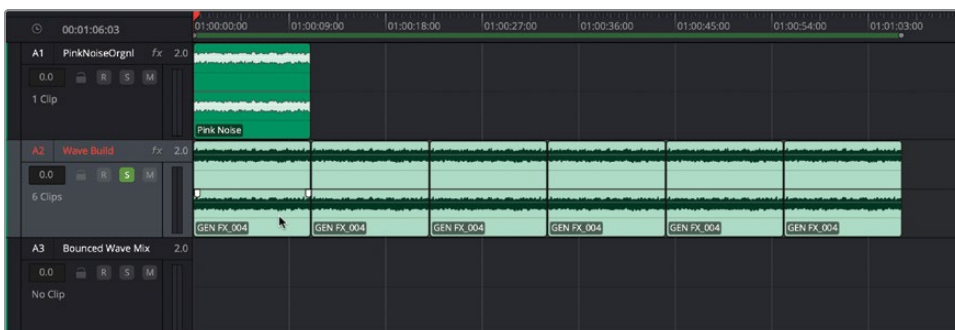 00:01:06:03
01:00:00:00 01:00:09:00 01:00:18:00 01:00:27:00 01:00:36:00 01:00:45:00 01:00:54:00 01:01:03:00
A1 PinkNoiseOrgnl fx 2.0
0.0 R S M
1 Clip
Pink Noise
A2 Wave Build fx 2.0
0.0 R S M
6 Clips
GEN FX_004 GEN FX_004 GEN FX_004 GEN FX_004 GEN FX_004 GEN FX_004
A3 Bounced Wave Mix 2.0
0.0 R S M
No Clip